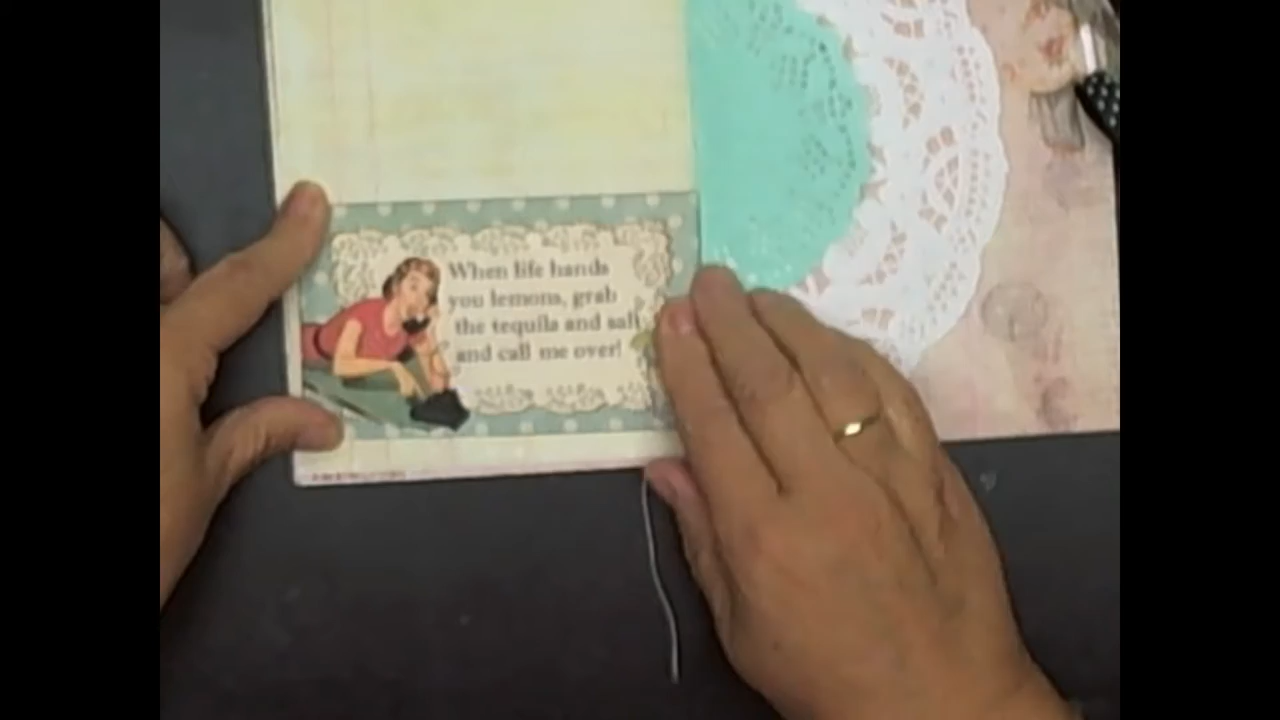 When life hands
you lemons, grab
the tequila and salt
and call me over!